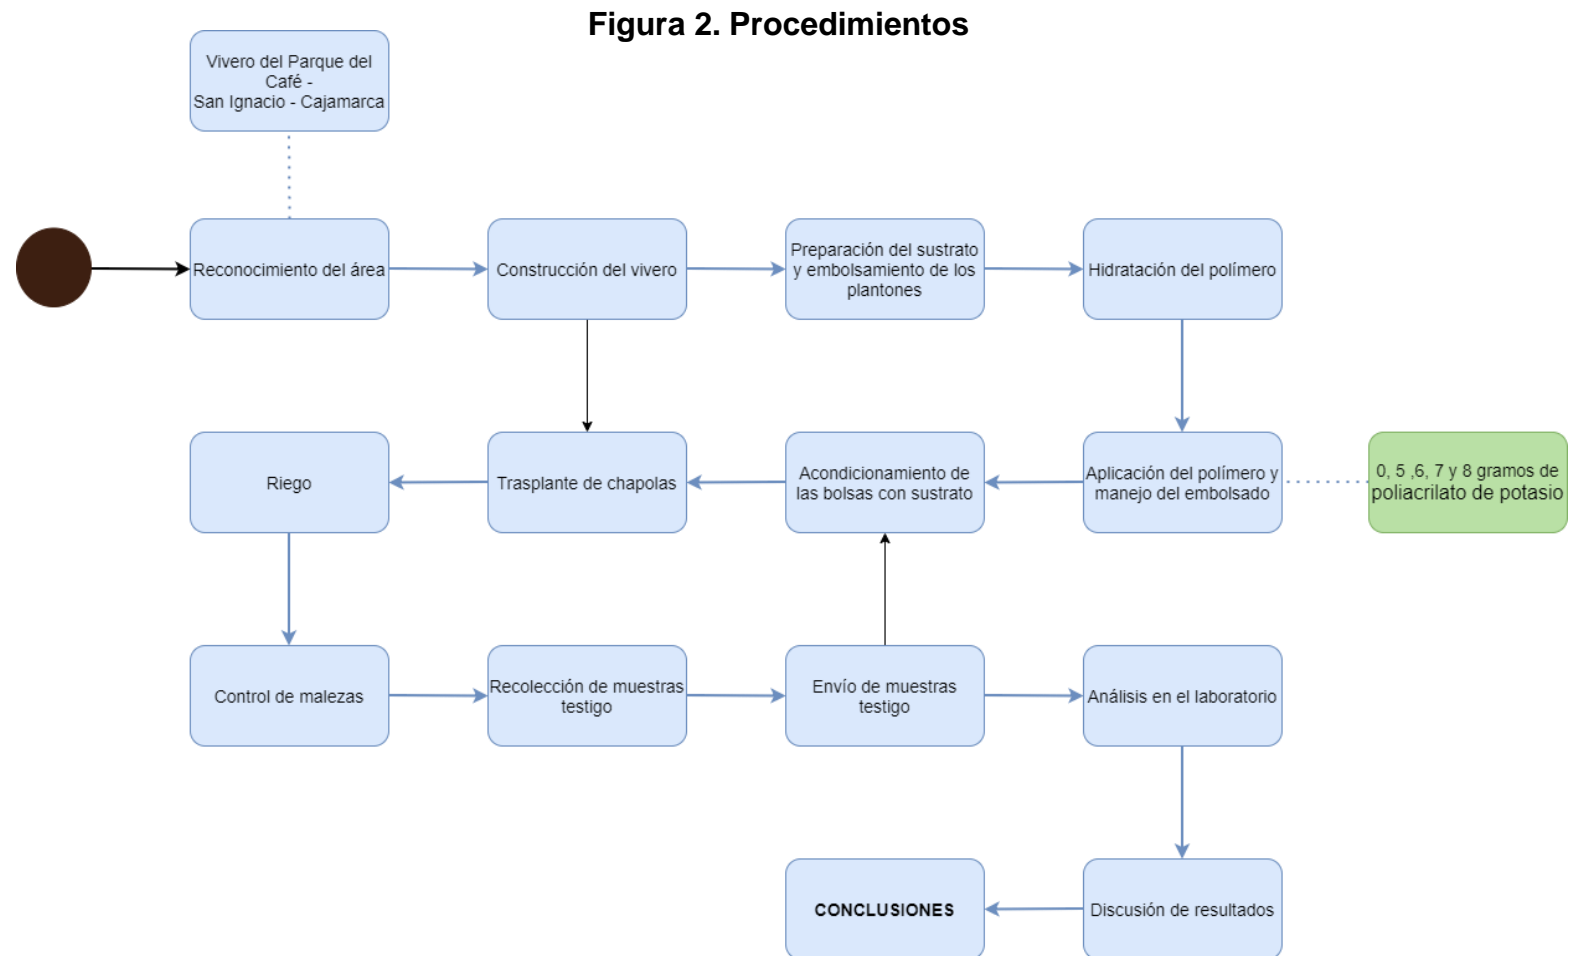 Figura 2. Procedimientos
Vivero del Parque del
Café -
San Ignacio - Cajamarca
Reconocimiento del área
Construcción del vivero
Preparación del sustrato
y embolsamiento de los
plantones
Hidratación del polímero
Riego
Trasplante de chapolas
Acondicionamiento de
las bolsas con sustrato
Aplicación del polímero y
manejo del embolsado
0, 5 ,6, 7 y 8 gramos de
poliacrilato de potasio
Control de malezas
Recolección de muestras
testigo
Envío de muestras
testigo
Análisis en el laboratorio
CONCLUSIONES
Discusión de resultados